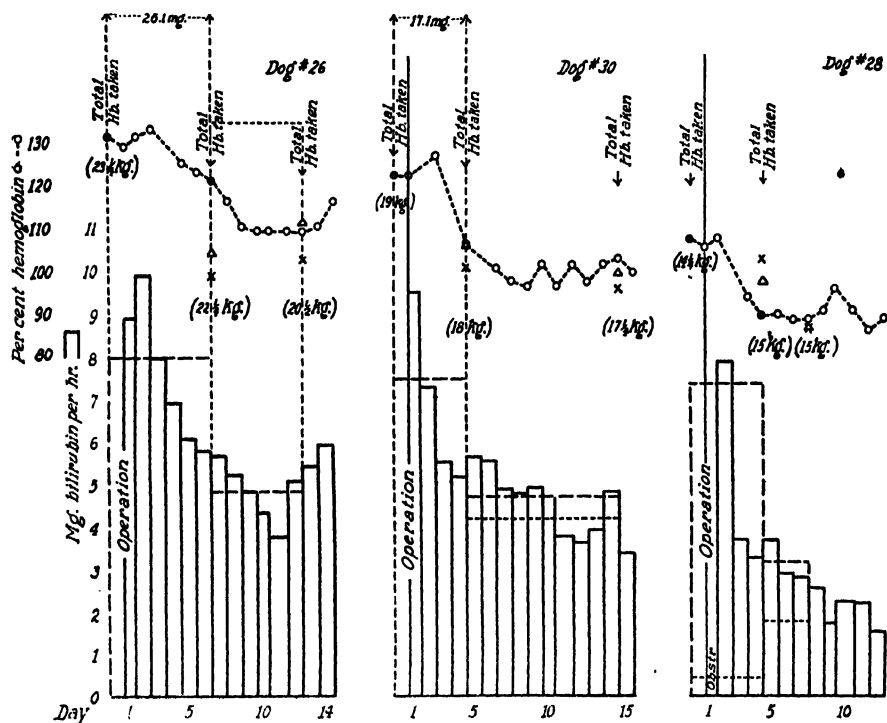 26.1mg.
17.1mg.
Dog #26
Dog #30
Dog #28
Total
Hb. taken
Total
Hb. taken
Total
Hb. taken
Total
Hb. taken
Total
Hb. taken
Total
Hb. taken
Total
Hb. taken
Total
Hb. taken
Per cent hemoglobin
130
120
110
100
90
80
Mg. bilirubin per hr.
11
10
9
8
7
6
5
4
3
2
1
0
(22½ Kg.)
(20½ Kg.)
(18 Kg.)
(17½ Kg.)
(15 Kg.)
(15 Kg.)
Operation
Operation
Operation
Obstr.
Day
1
5
10
14
1
5
10
15
1
5
10